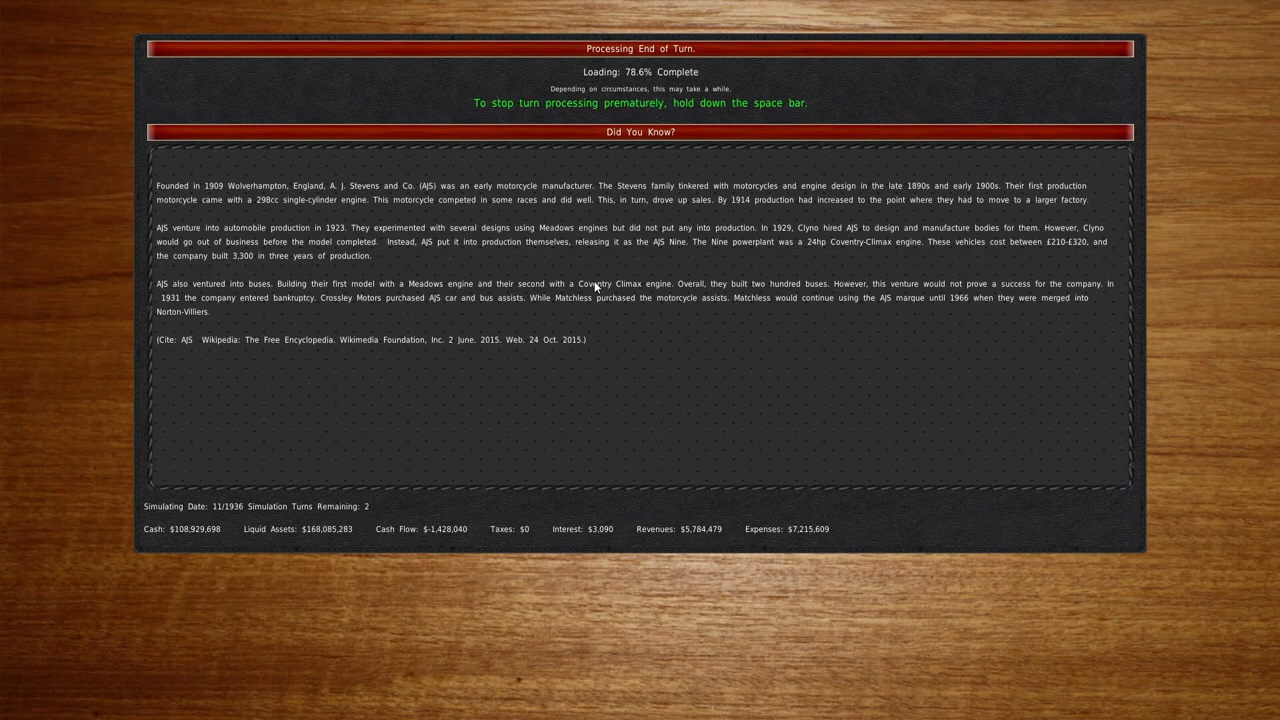 Processing End of Turn.
Loading: 78.6% Complete
Depending on circumstances, this may take a while.
To stop turn processing prematurely, hold down the space bar.
Did You Know?
Founded in 1909 Wolverhampton, England, A. J. Stevens and Co. (AJS) was an early motorcycle manufacturer. The Stevens family tinkered with motorcycles and engine design in the late 1890s and early 1900s. Their first production
motorcycle came with a 298cc single-cylinder engine. This motorcycle competed in some races and did well. This, in turn, drove up sales. By 1914 production had increased to the point where they had to move to a larger factory.
AJS venture into automobile production in 1923. They experimented with several designs using Meadows engines but did not put any into production. In 1929, Clyno hired AJS to design and manufacture bodies for them. However, Clyno
would go out of business before the model completed. Instead, AJS put it into production themselves, releasing it as the AJS Nine. The Nine powerplant was a 24hp Coventry-Climax engine. These vehicles cost between £210-£320, and
the company built 3,300 in three years of production.
AJS also ventured into buses. Building their first model with a Meadows engine and their second with a Coventry Climax engine. Overall, they built two hundred buses. However, this venture would not prove a success for the company. In
1931 the company entered bankruptcy. Crossley Motors purchased AJS car and bus assists. While Matchless purchased the motorcycle assists. Matchless would continue using the AJS marque until 1966 when they were merged into
Norton-Villiers.
(Cite: AJS Wikipedia: The Free Encyclopedia. Wikimedia Foundation, Inc. 2 June. 2015. Web. 24 Oct. 2015.)
Simulating Date: 11/1936 Simulation Turns Remaining: 2
Cash: $108,929,698 Liquid Assets: $168,085,283 Cash Flow: $-1,428,040 Taxes: $0 Interest: $3,090 Revenues: $5,784,479 Expenses: $7,215,609